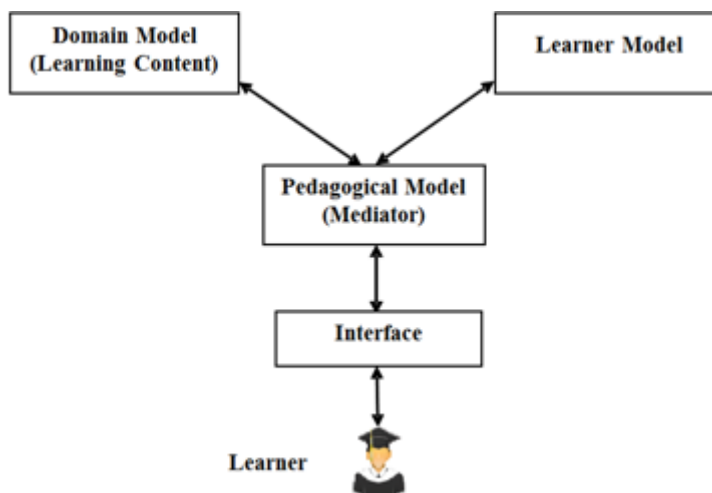 Domain Model
(Learning Content)
Learner Model
Pedagogical Model
(Mediator)
Interface
Learner